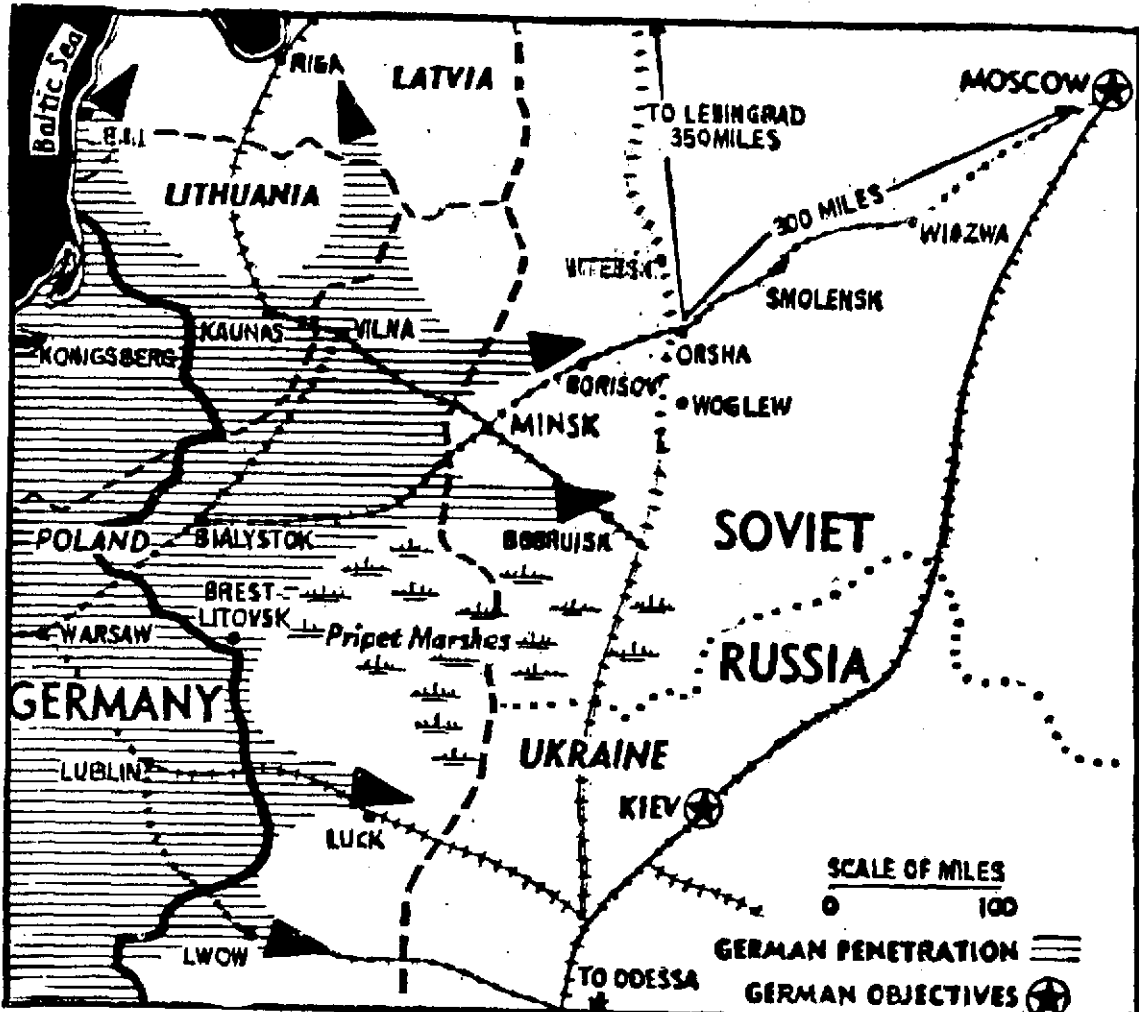 Baltic Sea
RIGA
LATVIA
MOSCOW
TO LENINGRAD
350 MILES
LITHUANIA
300 MILES
WIAZWA
VITEBSK
SMOLENSK
KAUNAS
VILNA
KONIGSBERG
ORSHA
BORISOV
WOGLEW
MINSK
POLAND
BIALYSTOK
BOBRUISK
SOVIET
BREST-
LITOVSK
WARSAW
Pripet Marshes
RUSSIA
GERMANY
UKRAINE
LUBLIN
KIEV
LUCK
SCALE OF MILES
0 100
LWOW
GERMAN PENETRATION
TO ODESSA
GERMAN OBJECTIVES